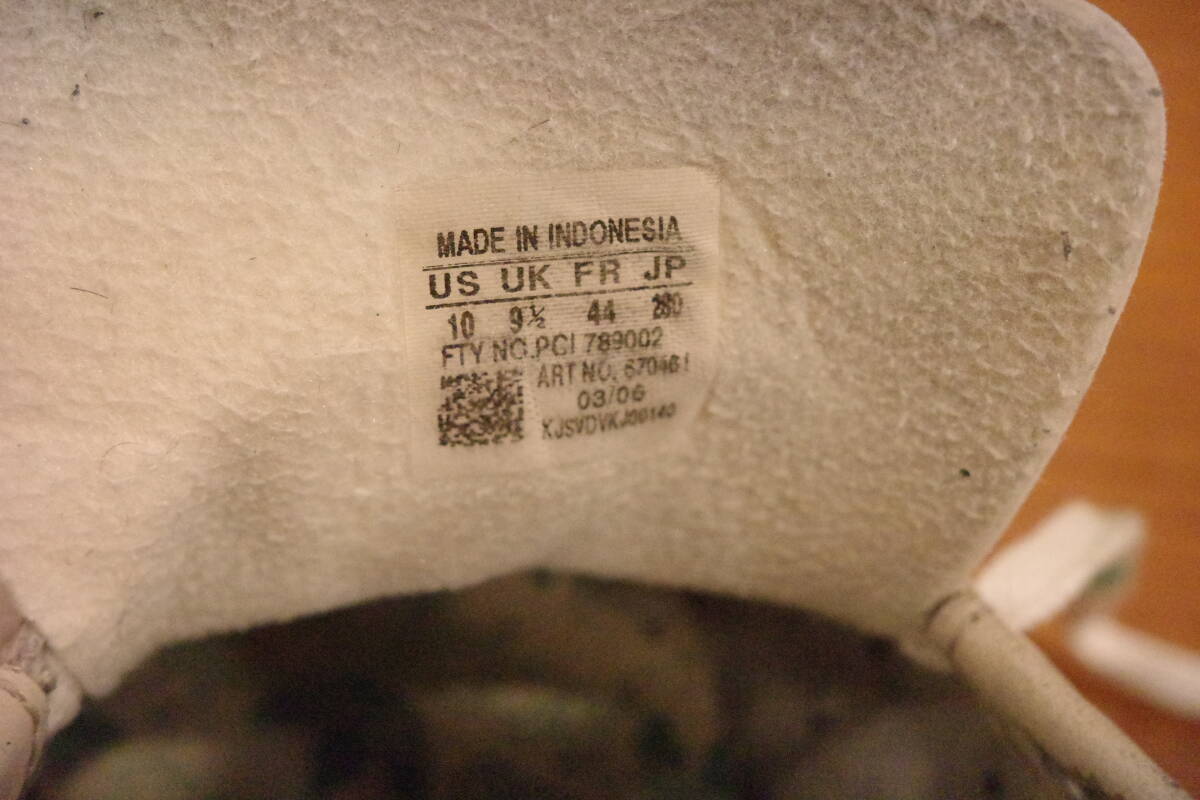 MADE IN INDONESIA
US UK FR JP
10 9½ 44 280
FTY NO.PCI 789002
ART NO. 670461
03/06